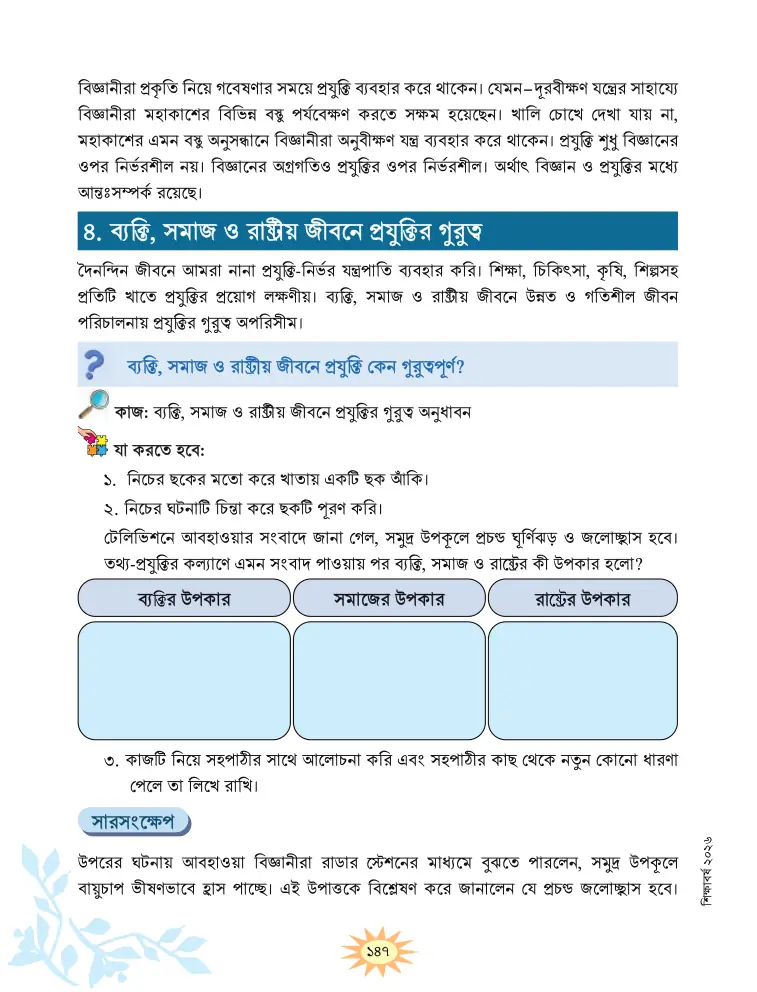 বিজ্ঞানীরা প্রকৃতি নিয়ে গবেষণার সময়ে প্রযুক্তি ব্যবহার করে থাকেন। যেমন–দূরবীক্ষণ যন্ত্রের সাহায্যে
বিজ্ঞানীরা মহাকাশের বিভিন্ন বস্তু পর্যবেক্ষণ করতে সক্ষম হয়েছেন। খালি চোখে দেখা যায় না,
মহাকাশের এমন বস্তু অনুসন্ধানে বিজ্ঞানীরা অনুবীক্ষণ যন্ত্র ব্যবহার করে থাকেন। প্রযুক্তি শুধু বিজ্ঞানের
ওপর নির্ভরশীল নয়। বিজ্ঞানের অগ্রগতিও প্রযুক্তির ওপর নির্ভরশীল। অর্থাৎ বিজ্ঞান ও প্রযুক্তির মধ্যে
আন্তঃসম্পর্ক রয়েছে।
৪. ব্যক্তি, সমাজ ও রাষ্ট্রীয় জীবনে প্রযুক্তির গুরুত্ব
দৈনন্দিন জীবনে আমরা নানা প্রযুক্তি-নির্ভর যন্ত্রপাতি ব্যবহার করি। শিক্ষা, চিকিৎসা, কৃষি, শিল্পসহ
প্রতিটি খাতে প্রযুক্তির প্রয়োগ লক্ষণীয়। ব্যক্তি, সমাজ ও রাষ্ট্রীয় জীবনে উন্নত ও গতিশীল জীবন
পরিচালনায় প্রযুক্তির গুরুত্ব অপরিসীম।
ব্যক্তি, সমাজ ও রাষ্ট্রীয় জীবনে প্রযুক্তি কেন গুরুত্বপূর্ণ?
কাজ: ব্যক্তি, সমাজ ও রাষ্ট্রীয় জীবনে প্রযুক্তির গুরুত্ব অনুধাবন
যা করতে হবে:
১. নিচের ছকের মতো করে খাতায় একটি ছক আঁকি।
২. নিচের ঘটনাটি চিন্তা করে ছকটি পূরণ করি।
টেলিভিশনে আবহাওয়ার সংবাদে জানা গেল, সমুদ্র উপকূলে প্রচন্ড ঘূর্ণিঝড় ও জলোচ্ছ্বাস হবে।
তথ্য-প্রযুক্তির কল্যাণে এমন সংবাদ পাওয়ায় পর ব্যক্তি, সমাজ ও রাষ্ট্রের কী উপকার হলো?
ব্যক্তির উপকার
সমাজের উপকার
রাষ্ট্রের উপকার
৩. কাজটি নিয়ে সহপাঠীর সাথে আলোচনা করি এবং সহপাঠীর কাছ থেকে নতুন কোনো ধারণা
পেলে তা লিখে রাখি।
সারসংক্ষেপ
উপরের ঘটনায় আবহাওয়া বিজ্ঞানীরা রাডার স্টেশনের মাধ্যমে বুঝতে পারলেন, সমুদ্র উপকূলে
বায়ুচাপ ভীষণভাবে হ্রাস পাচ্ছে। এই উপাত্তকে বিশ্লেষণ করে জানালেন যে প্রচন্ড জলোচ্ছ্বাস হবে।
শিক্ষাবর্ষ ২০২৬
১৪৭